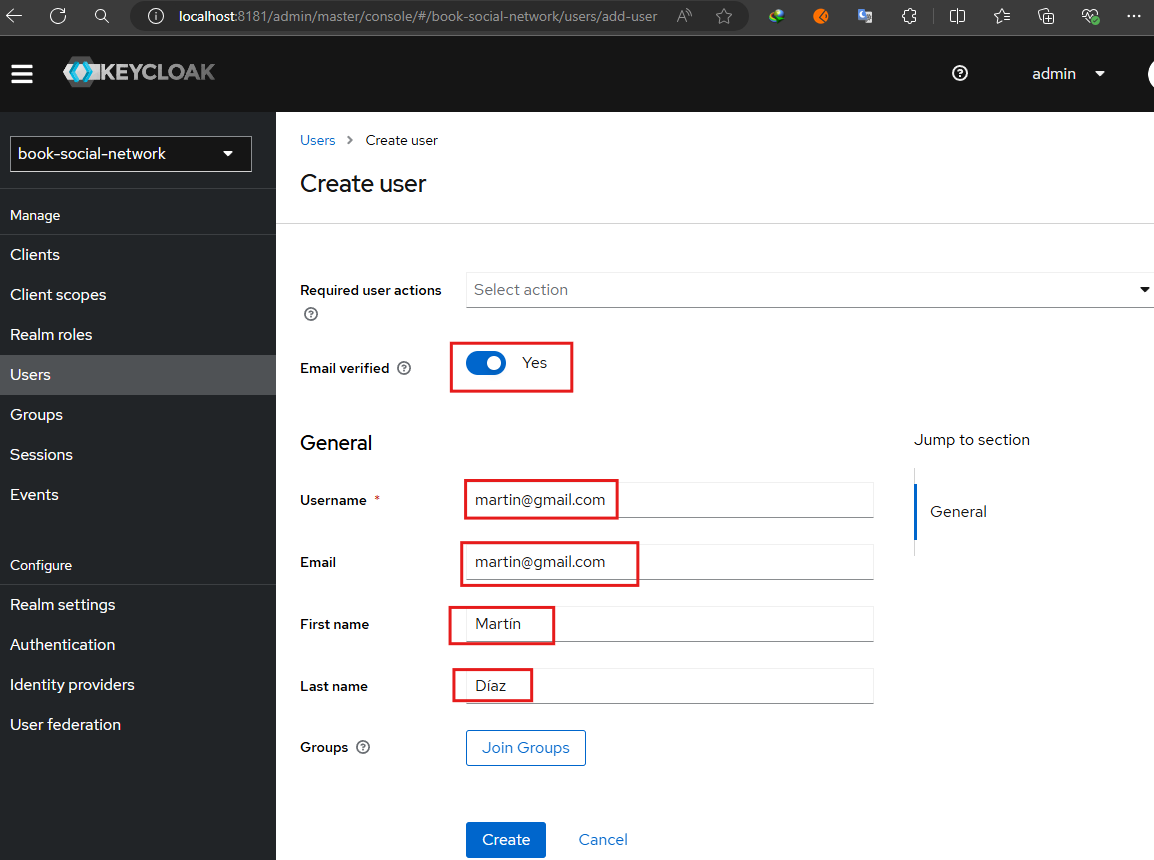 localhost:8181/admin/master/console/#/book-social-network/users/add-user
KEYCLOAK
admin
book-social-network
Manage
Clients
Client scopes
Realm roles
Users
Groups
Sessions
Events
Configure
Realm settings
Authentication
Identity providers
User federation
Users > Create user
Create user
Required user actions
Select action
Email verified
Yes
General
Username *
martin@gmail.com
Email
martin@gmail.com
First name
Martín
Last name
Díaz
Groups
Join Groups
Create
Cancel
Jump to section
General